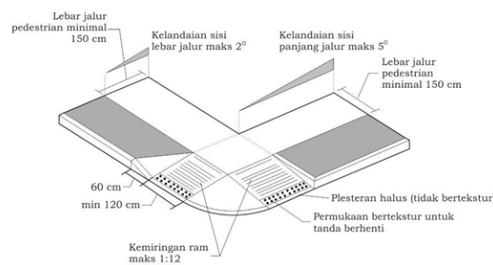 Lebar jalur
pedestrian minimal
150 cm
Kelandaian sisi
lebar jalur maks 2°
Kelandaian sisi
panjang jalur maks 5°
Lebar jalur
pedestrian
minimal 150 cm
60 cm
min 120 cm
Plesteran halus (tidak bertekstur)
Permukaan bertekstur untuk
tanda berhenti
Kemiringan ram
maks 1:12